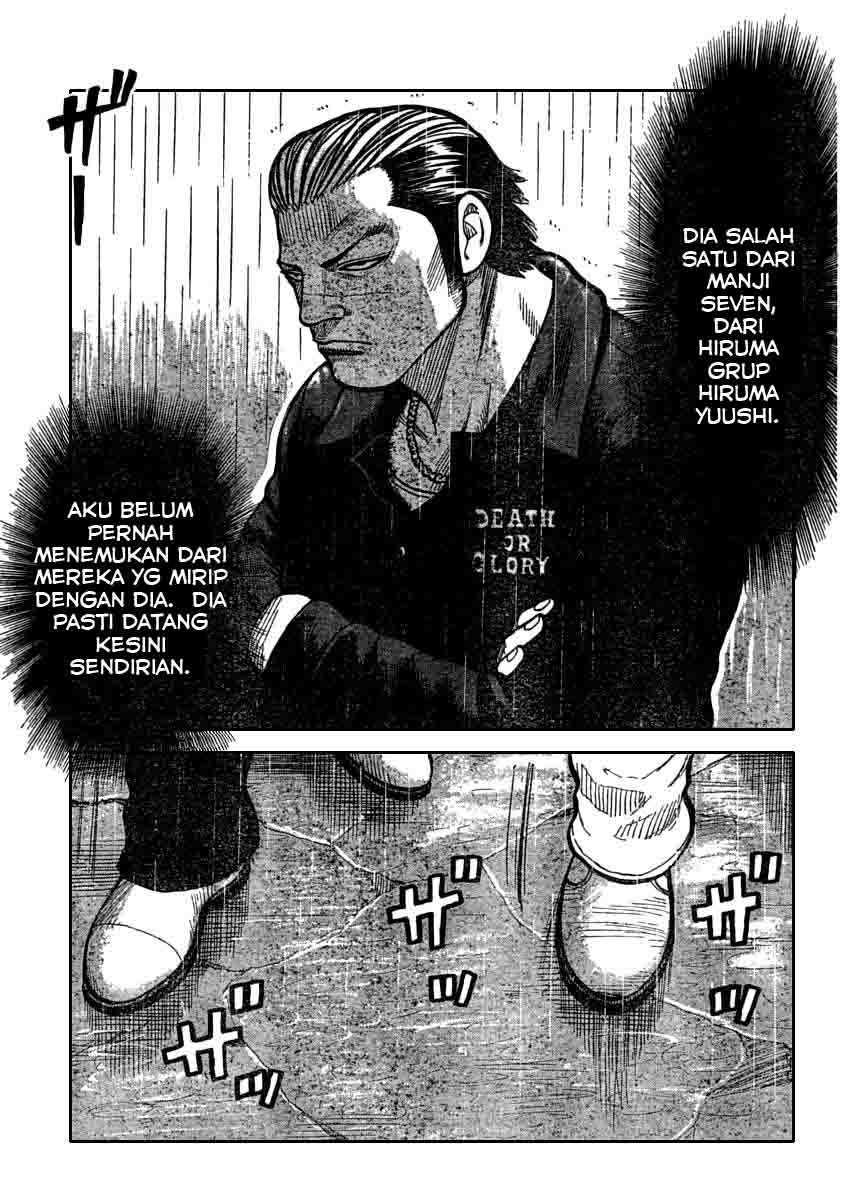 ザ"
ー
DIA SALAH
SATU DARI
MANJI
SEVEN,
DARI
HIRUMA
GRUP
HIRUMA
YUUSHI.
AKU BELUM
PERNAH
MENEMUKAN DARI
MEREKA YG MIRIP
DENGAN DIA. DIA
PASTI DATANG
KESINI
SENDIRIAN.
DEATH
OR
GLORY
ザッ
ザッ
ザッ